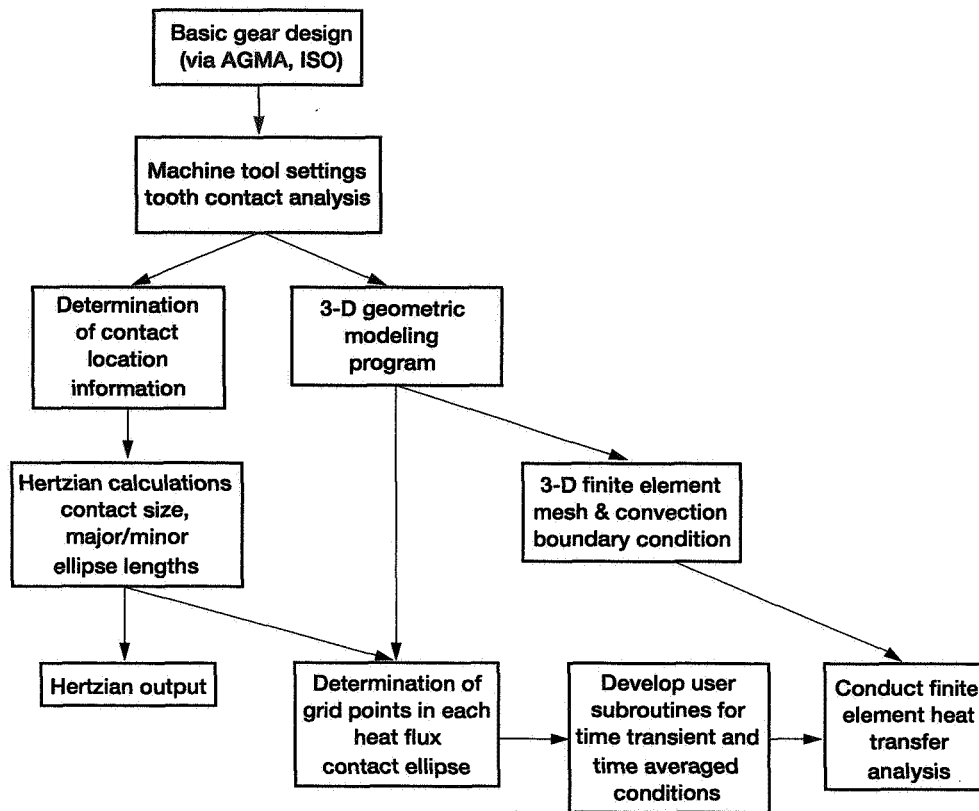 Basic gear design
(via AGMA, ISO)
Machine tool settings
tooth contact analysis
Determination
of contact
location
information
3-D geometric
modeling
program
Hertzian calculations
contact size,
major/minor
ellipse lengths
3-D finite element
mesh & convection
boundary condition
Hertzian output
Determination of
grid points in each
heat flux
contact ellipse
Develop user
subroutines for
time transient and
time averaged
conditions
Conduct finite
element heat
transfer
analysis